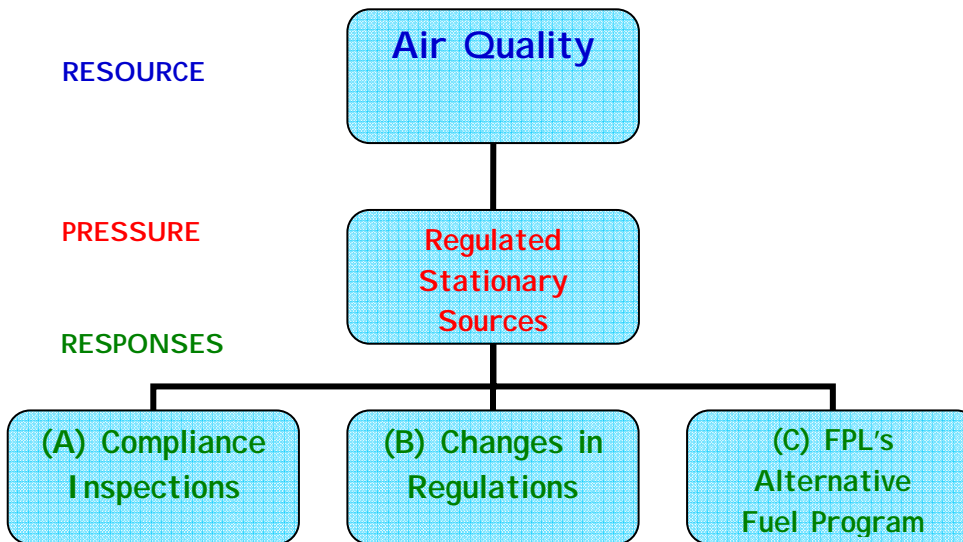 Air Quality
RESOURCE
PRESSURE
Regulated
Stationary
Sources
RESPONSES
(A) Compliance
Inspections
(B) Changes in
Regulations
(C) FPL's
Alternative
Fuel Program